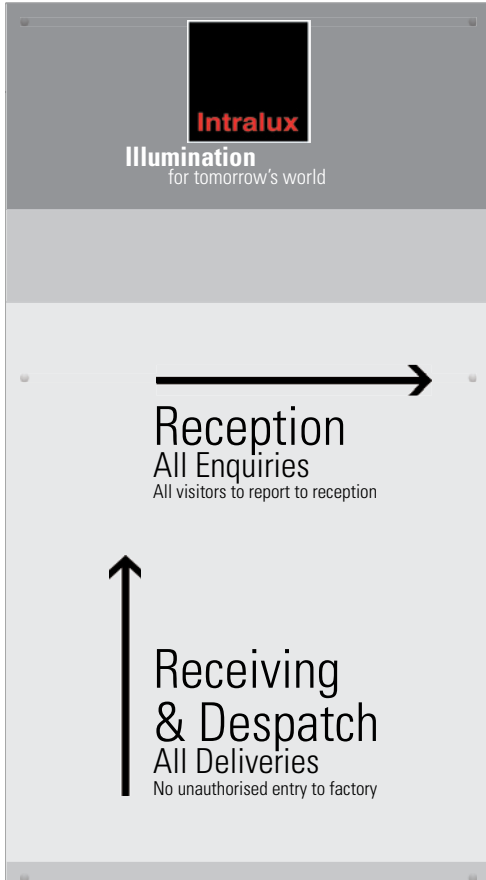 Intralux
Illumination
for tomorrow's world
Reception
All Enquiries
All visitors to report to reception
Receiving
& Despatch
All Deliveries
No unauthorised entry to factory